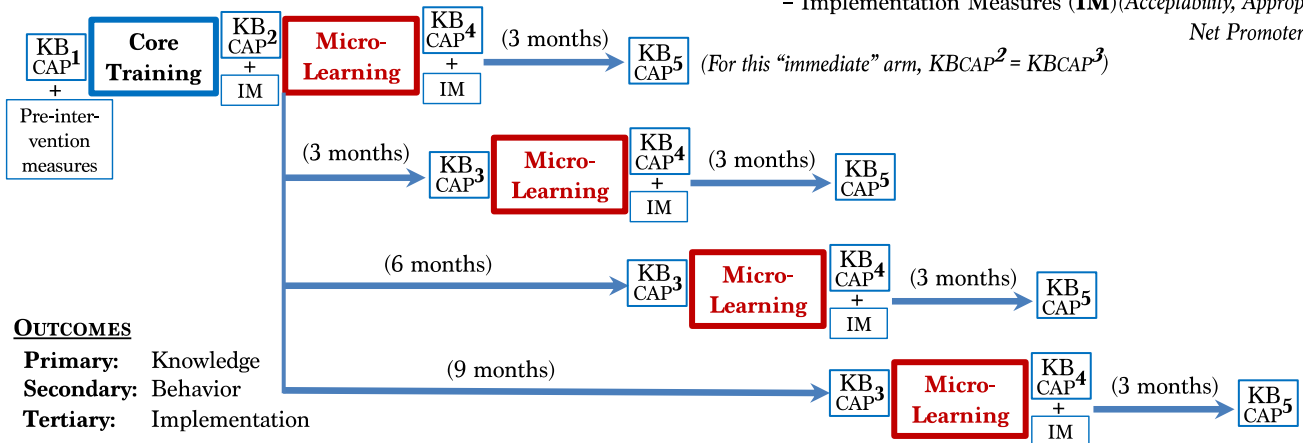 – Implementation Measures (IM)(Acceptability, Approp
Net Promoter
KB
CAP1
+
Pre-inter-
vention
measures
Core
Training
KB
CAP2
+
IM
Micro-
Learning
KB
CAP4
+
IM
(3 months)
KB
CAP5
(For this “immediate” arm, KBCAP2 = KBCAP3)
(3 months)
KB
CAP3
Micro-
Learning
KB
CAP4
+
IM
(3 months)
KB
CAP5
(6 months)
KB
CAP3
Micro-
Learning
KB
CAP4
+
IM
(3 months)
KB
CAP5
(9 months)
KB
CAP3
Micro-
Learning
KB
CAP4
+
IM
(3 months)
KB
CAP5
OUTCOMES
Primary: Knowledge
Secondary: Behavior
Tertiary: Implementation